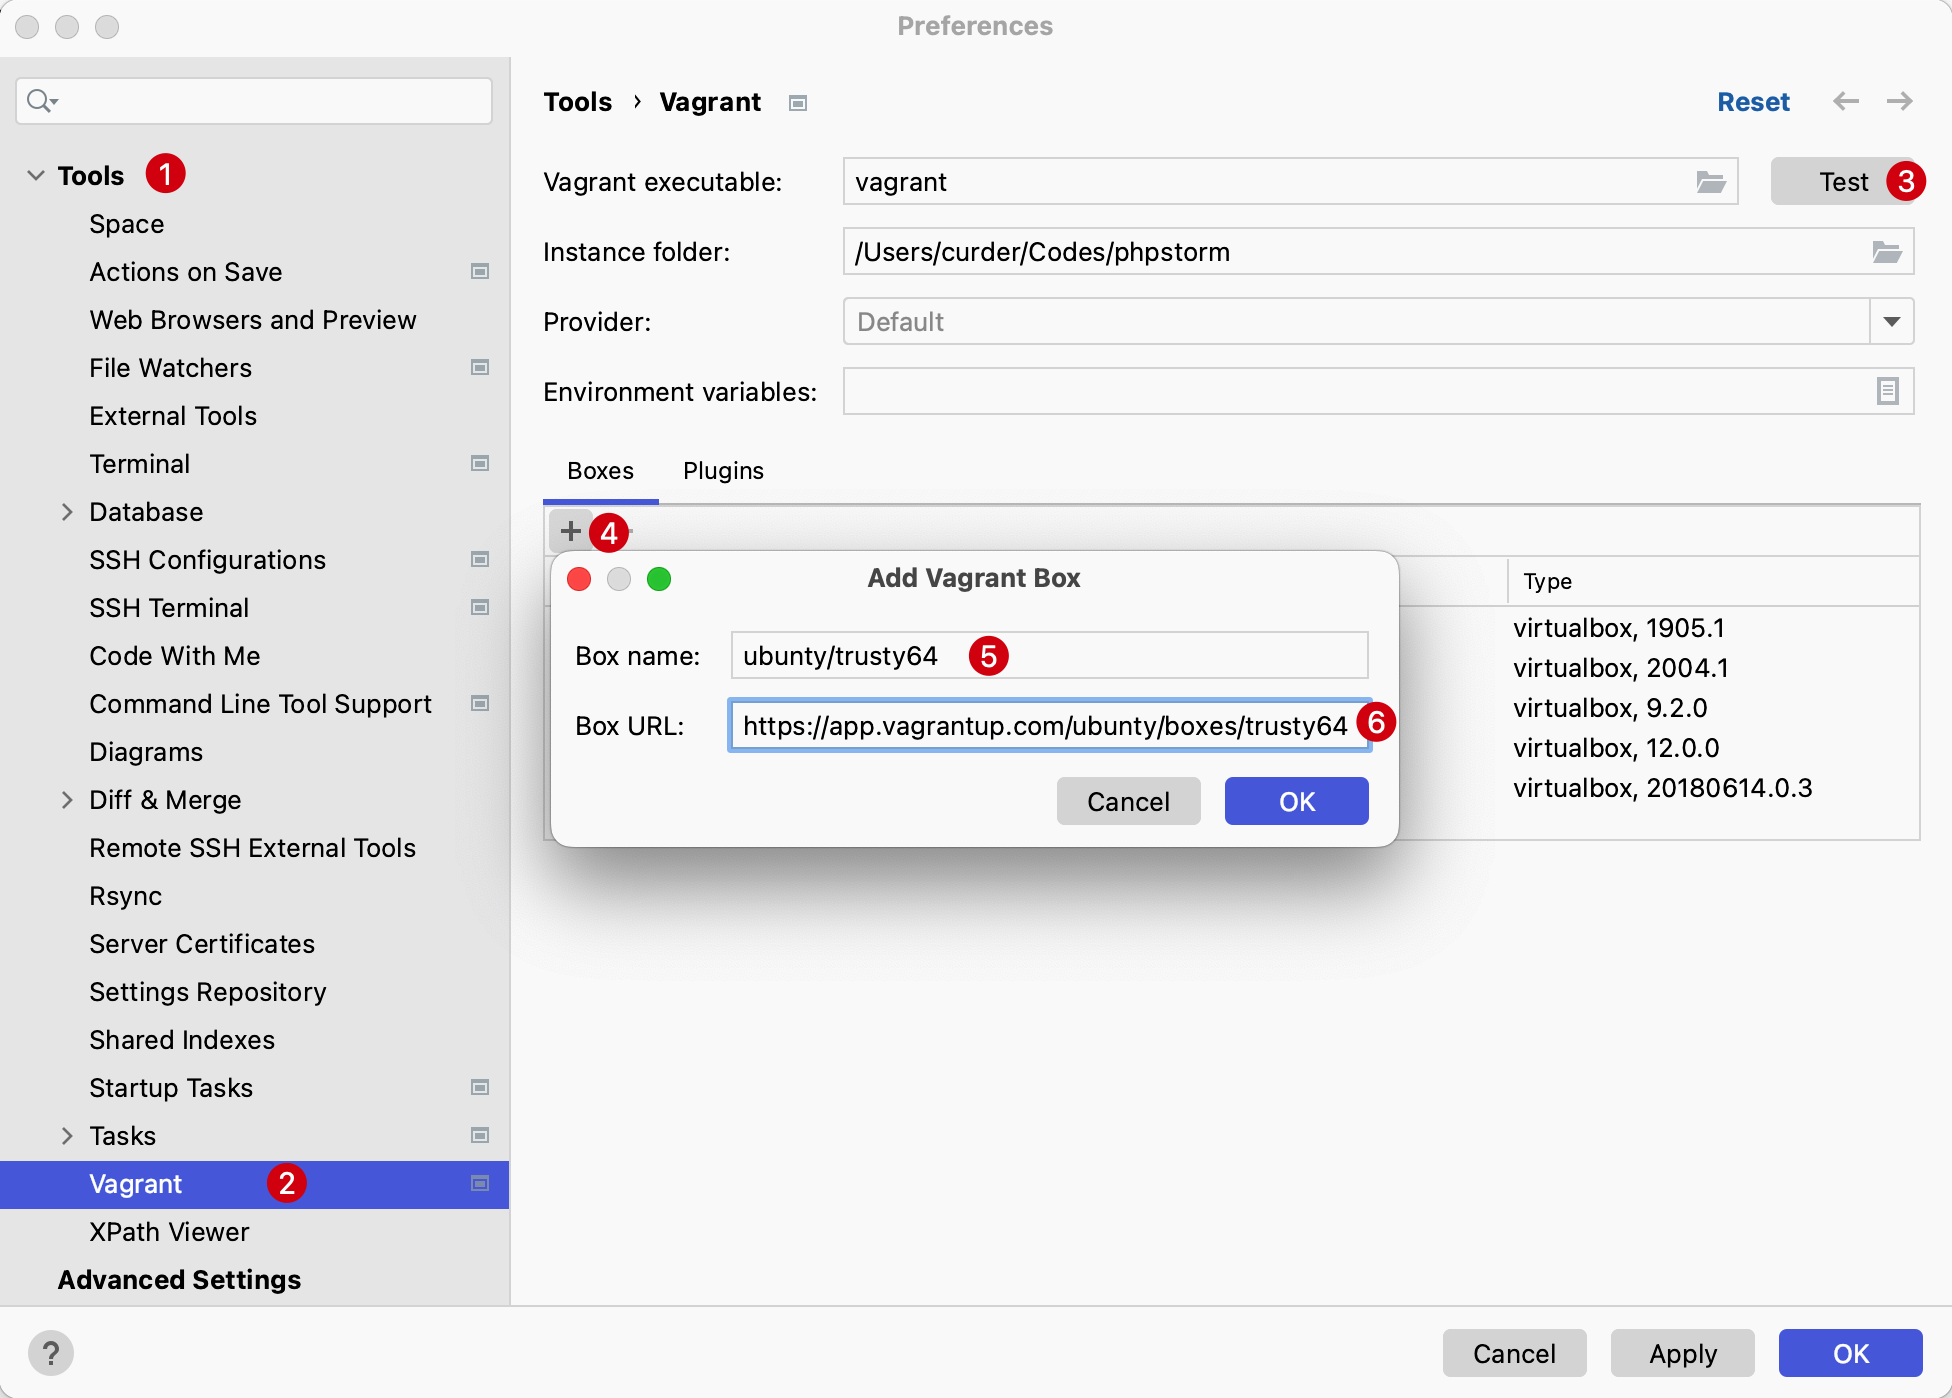 Preferences
Tools › Vagrant
Reset
Tools 1
Space
Actions on Save
Web Browsers and Preview
File Watchers
External Tools
Terminal
Database
SSH Configurations
SSH Terminal
Code With Me
Command Line Tool Support
Diagrams
Diff & Merge
Remote SSH External Tools
Rsync
Server Certificates
Settings Repository
Shared Indexes
Startup Tasks
Tasks
Vagrant 2
XPath Viewer
Advanced Settings
Vagrant executable: vagrant Test 3
Instance folder: /Users/curder/Codes/phpstorm
Provider: Default
Environment variables:
Boxes Plugins
+ 4
Type
virtualbox, 1905.1
virtualbox, 2004.1
virtualbox, 9.2.0
virtualbox, 12.0.0
virtualbox, 20180614.0.3
Add Vagrant Box
Box name: ubunty/trusty64 5
Box URL: https://app.vagrantup.com/ubunty/boxes/trusty64 6
Cancel OK
? Cancel Apply OK